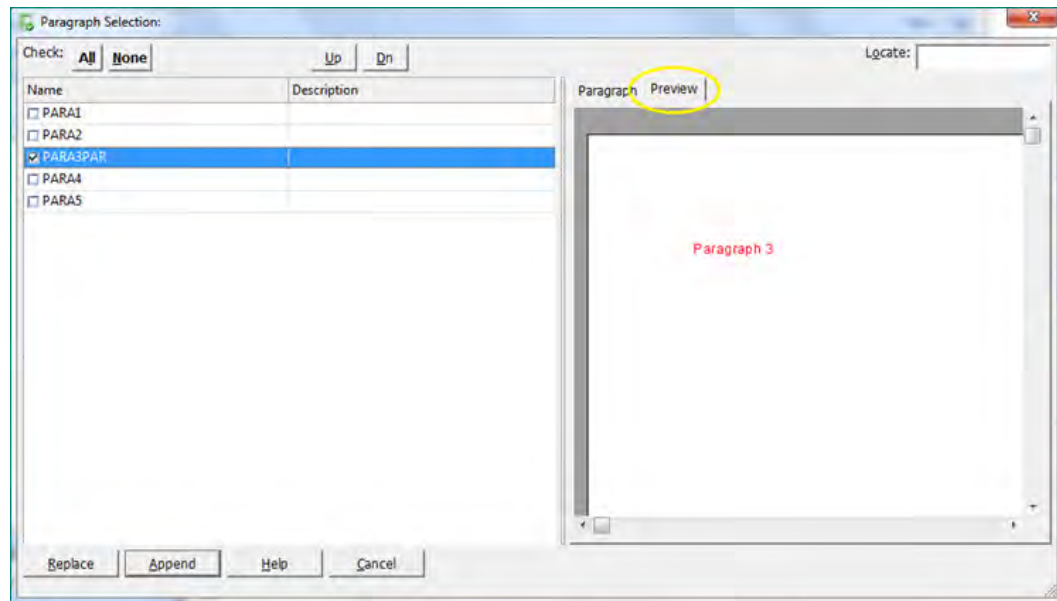 Paragraph Selection:
Check: All None Up Dn Locate:
Name Description
PARA1
PARA2
PARA3PAR
PARA4
PARA5
Paragraph Preview
Paragraph 3
Replace Append Help Cancel